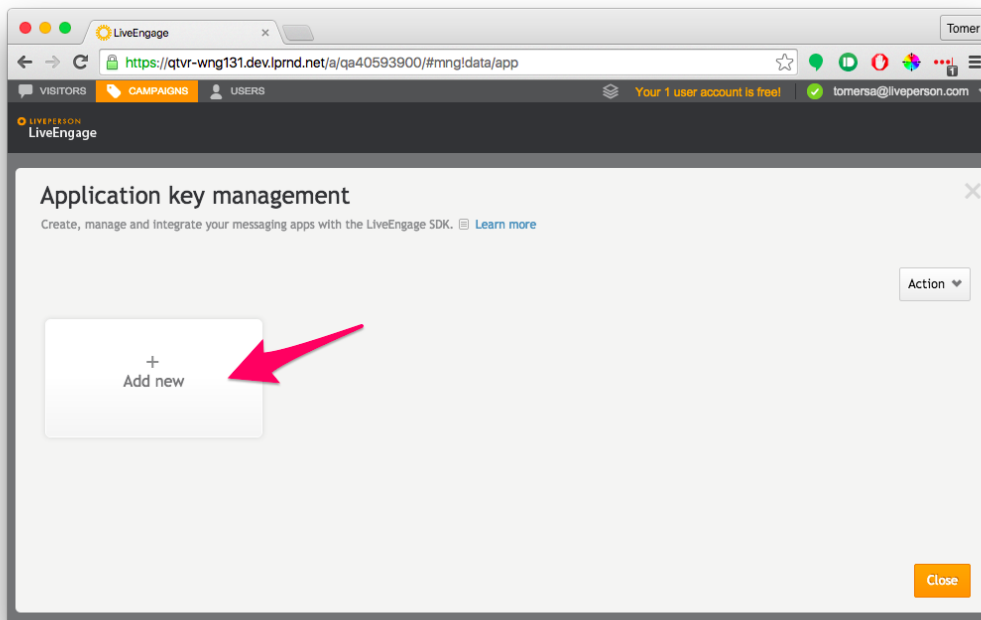 LiveEngage
Tomer
https://qtvr-wng131.dev.lprnd.net/a/qa40593900/#mng!data/app
1
VISITORS CAMPAIGNS USERS Your 1 user account is free! tomersa@liveperson.com
LIVEPERSON
LiveEngage
Application key management
Create, manage and integrate your messaging apps with the LiveEngage SDK. Learn more
Action
+
Add new
Close